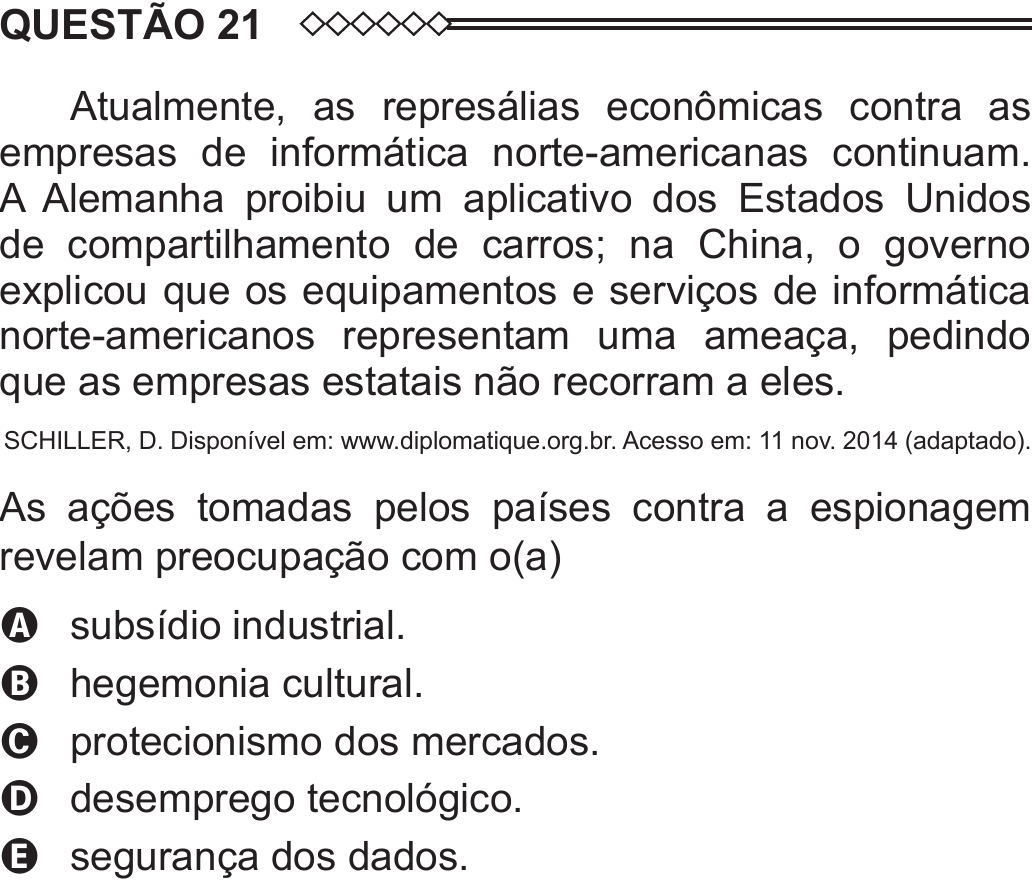 QUESTÃO 21
Atualmente, as represálias econômicas contra as
empresas de informática norte-americanas continuam.
A Alemanha proibiu um aplicativo dos Estados Unidos
de compartilhamento de carros; na China, o governo
explicou que os equipamentos e serviços de informática
norte-americanos representam uma ameaça, pedindo
que as empresas estatais não recorram a eles.
SCHILLER, D. Disponível em: www.diplomatique.org.br. Acesso em: 11 nov. 2014 (adaptado).
As ações tomadas pelos países contra a espionagem
revelam preocupação com o(a)
A subsídio industrial.
B hegemonia cultural.
C protecionismo dos mercados.
D desemprego tecnológico.
E segurança dos dados.